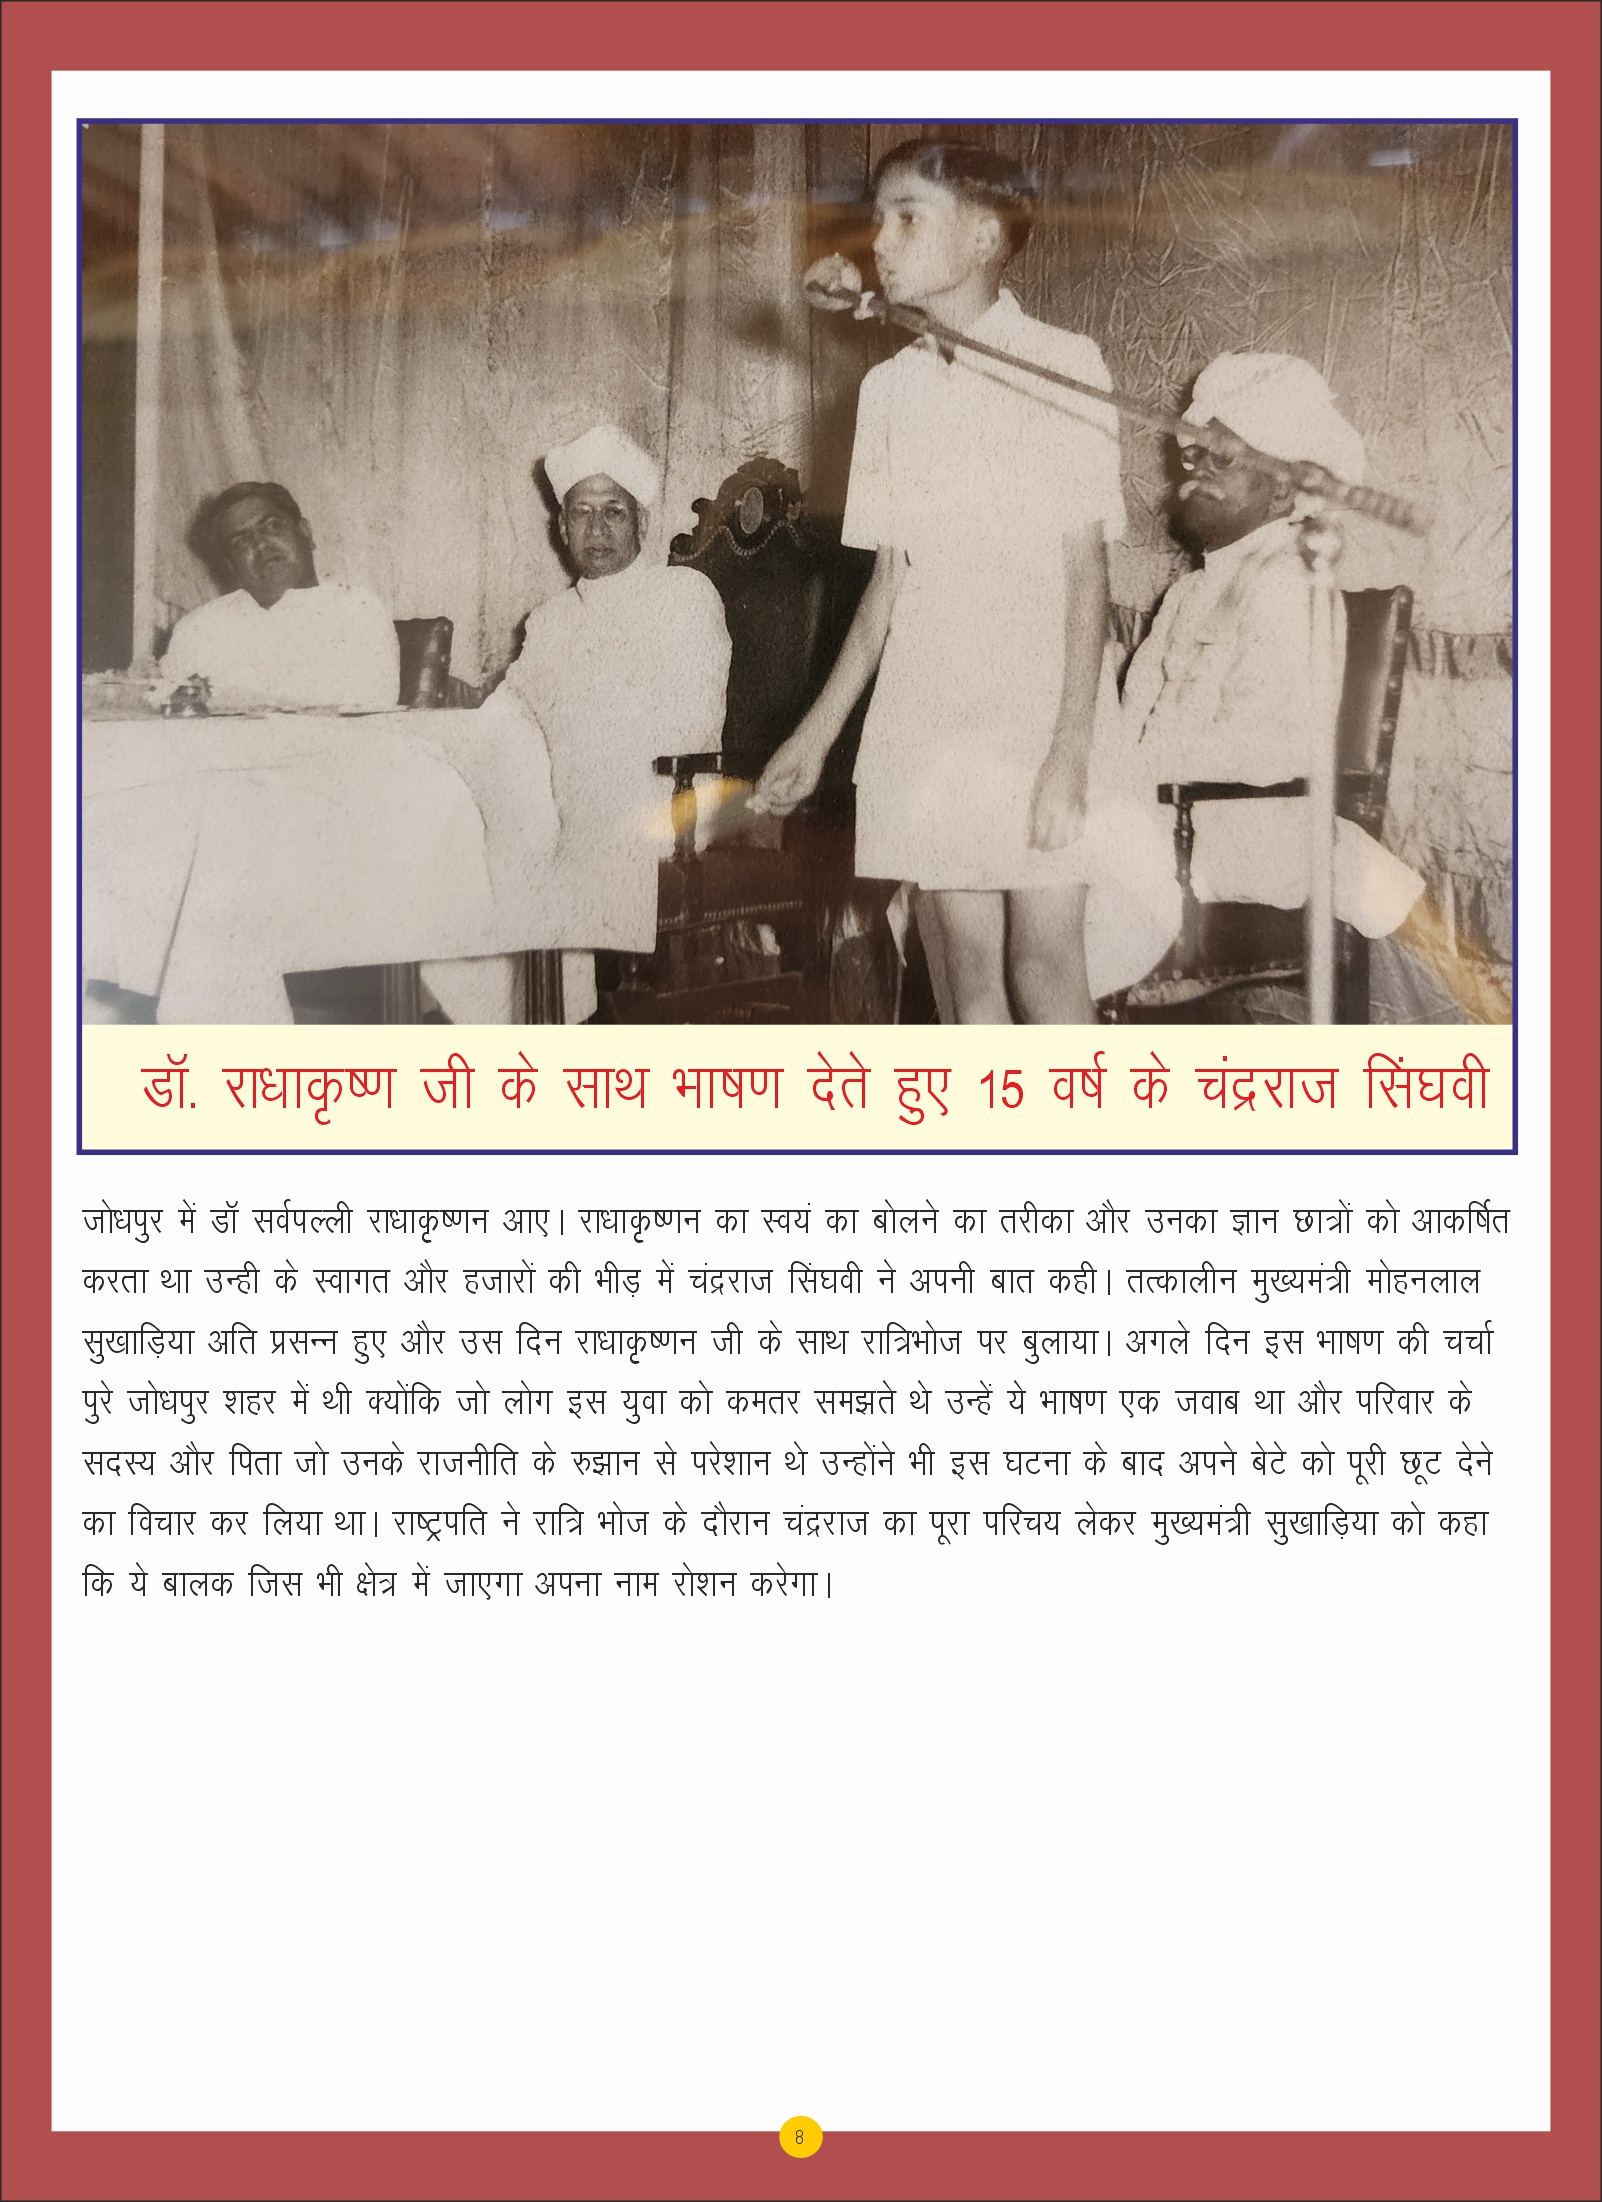 डॉ. राधाकृष्ण जी के साथ भाषण देते हुए 15 वर्ष के चंद्रराज सिंघवी
जोधपुर में डॉ सर्वपल्ली राधाकृष्णन आए। राधाकृष्णन का स्वयं का बोलने का तरीका और उनका ज्ञान छात्रों को आकर्षित
करता था उन्ही के स्वागत और हजारों की भीड़ में चंद्रराज सिंघवी ने अपनी बात कही। तत्कालीन मुख्यमंत्री मोहनलाल
सुखाड़िया अति प्रसन्न हुए और उस दिन राधाकृष्णन जी के साथ रात्रिभोज पर बुलाया। अगले दिन इस भाषण की चर्चा
पुरे जोधपुर शहर में थी क्योंकि जो लोग इस युवा को कमतर समझते थे उन्हें ये भाषण एक जवाब था और परिवार के
सदस्य और पिता जो उनके राजनीति के रुझान से परेशान थे उन्होंने भी इस घटना के बाद अपने बेटे को पूरी छूट देने
का विचार कर लिया था। राष्ट्रपति ने रात्रि भोज के दौरान चंद्रराज का पूरा परिचय लेकर मुख्यमंत्री सुखाड़िया को कहा
कि ये बालक जिस भी क्षेत्र में जाएगा अपना नाम रोशन करेगा।
8